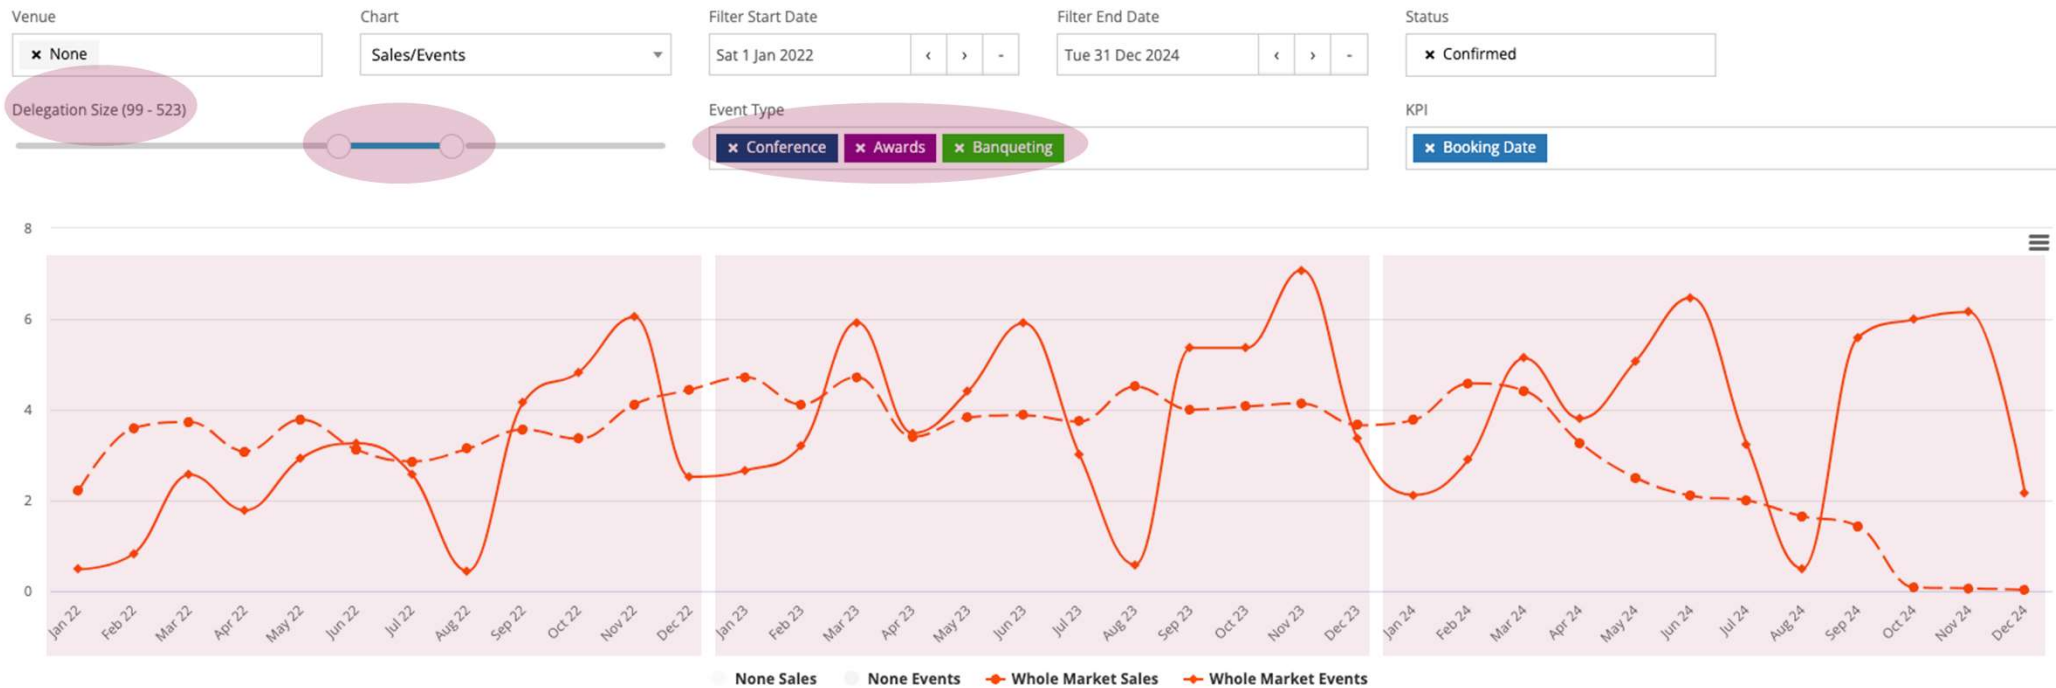 Venue
Chart
Filter Start Date
Filter End Date
Status
× None
Sales/Events
Sat 1 Jan 2022
‹ › -
Tue 31 Dec 2024
‹ › -
× Confirmed
Delegation Size (99 - 523)
Event Type
KPI
× Conference
× Awards
× Banqueting
× Booking Date
8
6
4
2
0
Jan 22
Feb 22
Mar 22
Apr 22
May 22
Jun 22
Jul 22
Aug 22
Sep 22
Oct 22
Nov 22
Dec 22
Jan 23
Feb 23
Mar 23
Apr 23
May 23
Jun 23
Jul 23
Aug 23
Sep 23
Oct 23
Nov 23
Dec 23
Jan 24
Feb 24
Mar 24
Apr 24
May 24
Jun 24
Jul 24
Aug 24
Sep 24
Oct 24
Nov 24
Dec 24
None Sales
None Events
Whole Market Sales
Whole Market Events